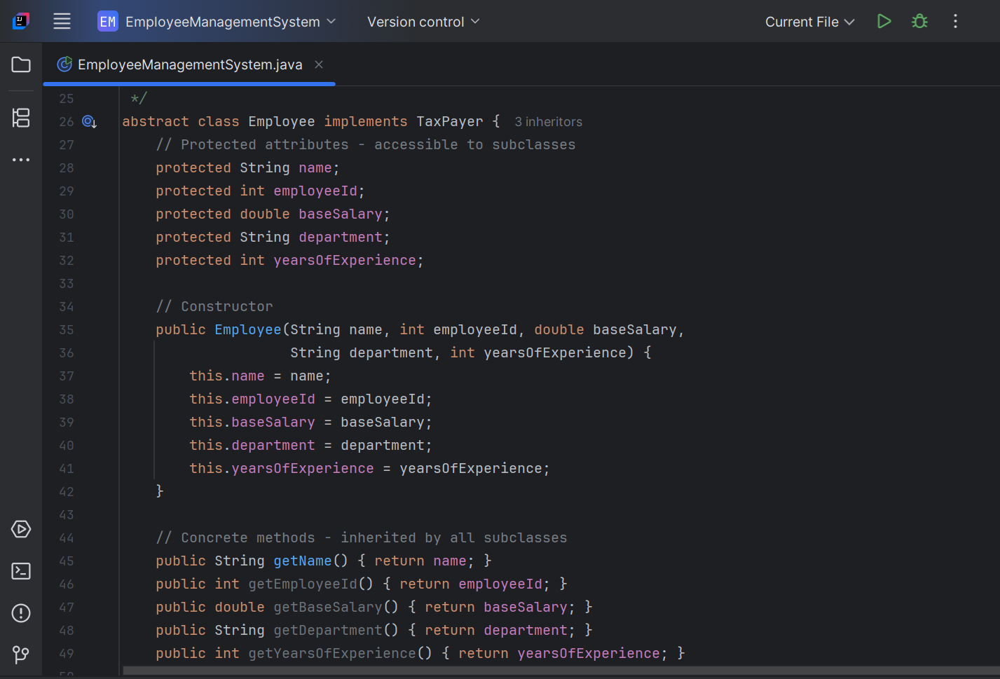 EM EmployeeManagementSystem Version control Current File
EmployeeManagementSystem.java
25 */
26 abstract class Employee implements TaxPayer { 3 inheritors
27 // Protected attributes - accessible to subclasses
28 protected String name;
29 protected int employeeId;
30 protected double baseSalary;
31 protected String department;
32 protected int yearsOfExperience;
33
34 // Constructor
35 public Employee(String name, int employeeId, double baseSalary,
36 String department, int yearsOfExperience) {
37 this.name = name;
38 this.employeeId = employeeId;
39 this.baseSalary = baseSalary;
40 this.department = department;
41 this.yearsOfExperience = yearsOfExperience;
42 }
43
44 // Concrete methods - inherited by all subclasses
45 public String getName() { return name; }
46 public int getEmployeeId() { return employeeId; }
47 public double getBaseSalary() { return baseSalary; }
48 public String getDepartment() { return department; }
49 public int getYearsOfExperience() { return yearsOfExperience; }